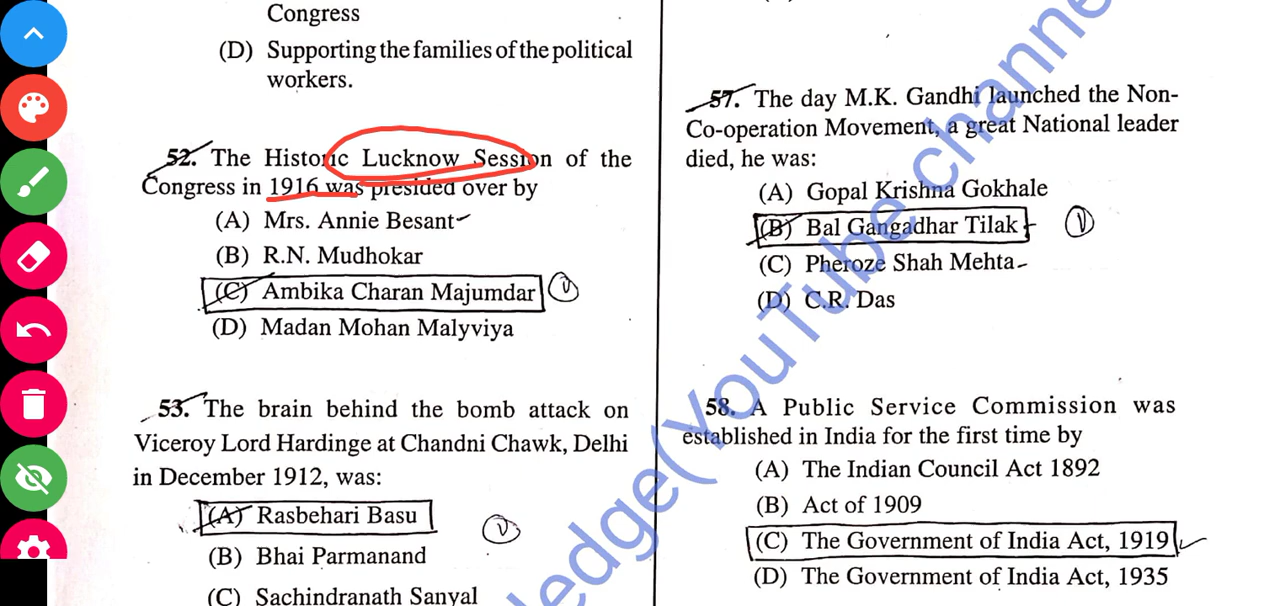 Congress
(D) Supporting the families of the political
workers.
52. The Historic Lucknow Session of the
Congress in 1916 was presided over by
(A) Mrs. Annie Besant
(B) R.N. Mudhokar
(C) Ambika Charan Majumdar
(D) Madan Mohan Malyviya
53. The brain behind the bomb attack on
Viceroy Lord Hardinge at Chandni Chawk, Delhi
in December 1912, was:
(A) Rasbehari Basu
(B) Bhai Parmanand
(C) Sachindranath Sanyal
57. The day M.K. Gandhi launched the Non-
Co-operation Movement, a great National leader
died, he was:
(A) Gopal Krishna Gokhale
(B) Bal Gangadhar Tilak
(C) Pheroze Shah Mehta
(D) C.R. Das
58. A Public Service Commission was
established in India for the first time by
(A) The Indian Council Act 1892
(B) Act of 1909
(C) The Government of India Act, 1919
(D) The Government of India Act, 1935
edge(YouTube channe